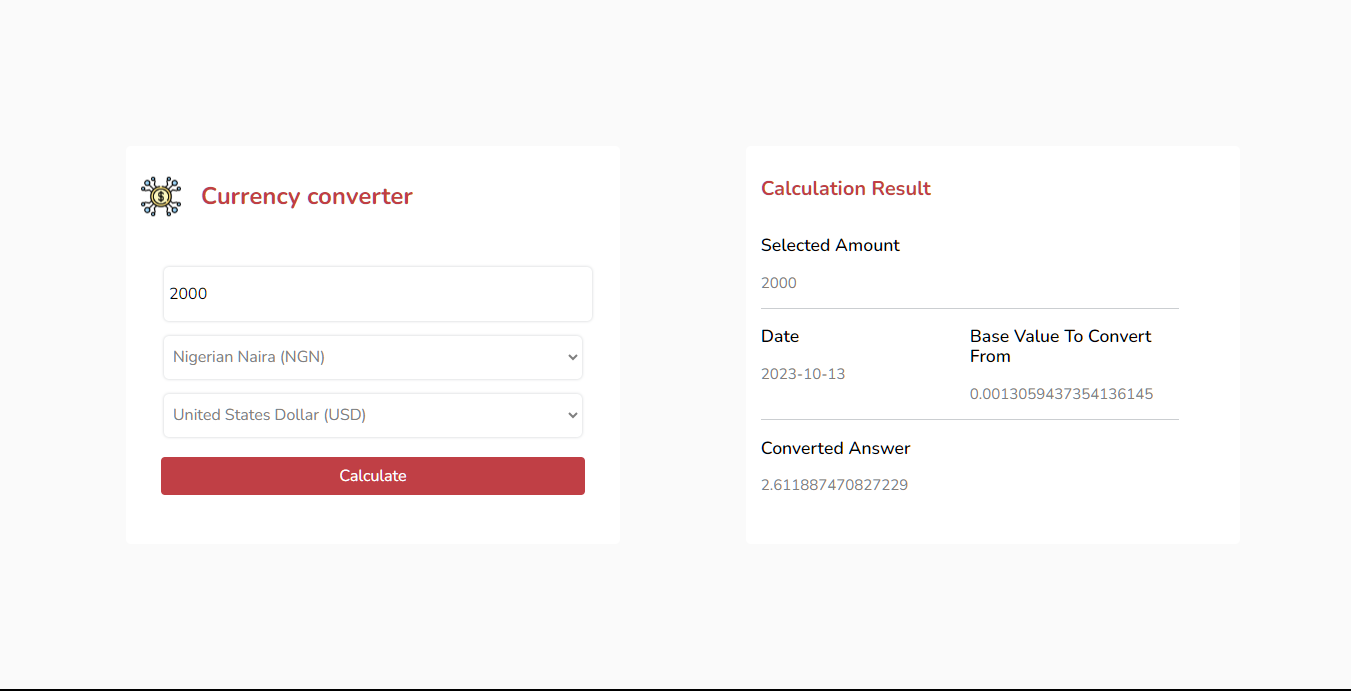 Currency converter
2000
Nigerian Naira (NGN)
United States Dollar (USD)
Calculate
Calculation Result
Selected Amount
2000
Date
2023-10-13
Base Value To Convert
From
0.0013059437354136145
Converted Answer
2.611887470827229